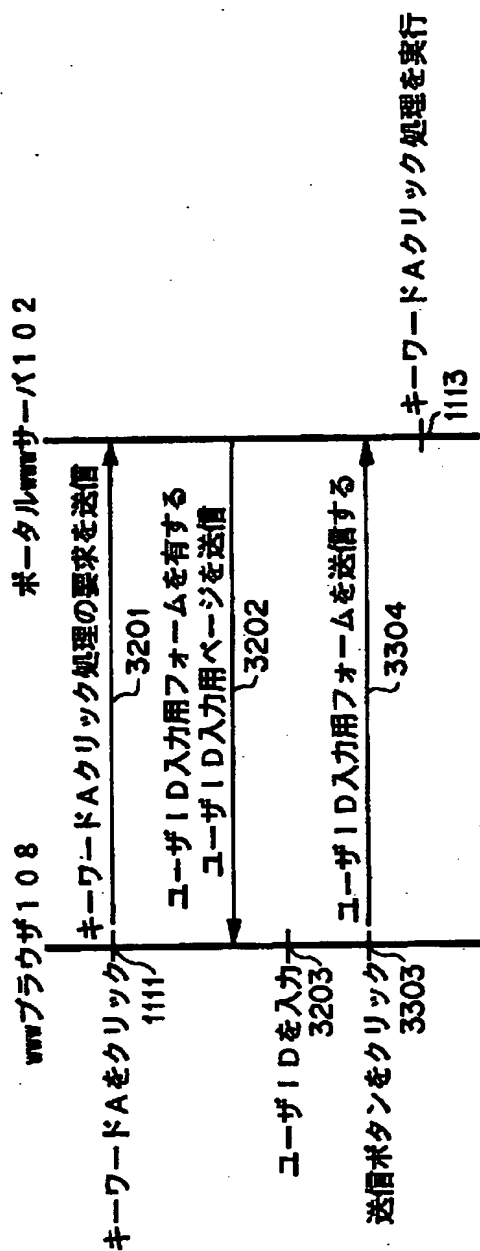 wwwブラウザ108
ポータルwwwサーバ102
キーワードAをクリック
1111
キーワードAクリック処理の要求を送信
3201
ユーザID入力用フォームを有する
ユーザID入力用ページを送信
3202
ユーザIDを入力
3203
送信ボタンをクリック
3303
ユーザID入力用フォームを送信する
3304
キーワードAクリック処理を実行
1113